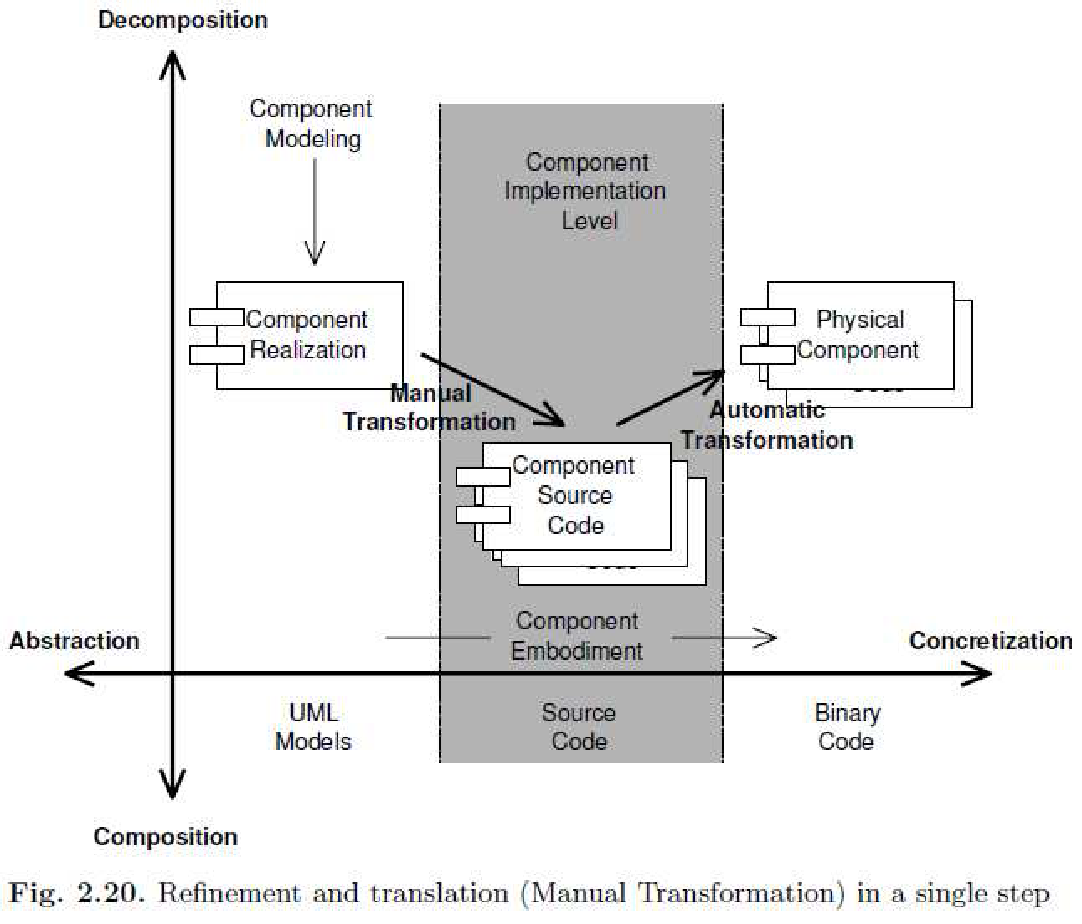 Decomposition
Component
Modeling
Component
Implementation
Level
Component
Realization
Physical
Component
Manual
Transformation
Automatic
Transformation
Component
Source
Code
Component
Embodiment
Abstraction
Concretization
UML
Models
Source
Code
Binary
Code
Composition
Fig. 2.20. Refinement and translation (Manual Transformation) in a single step